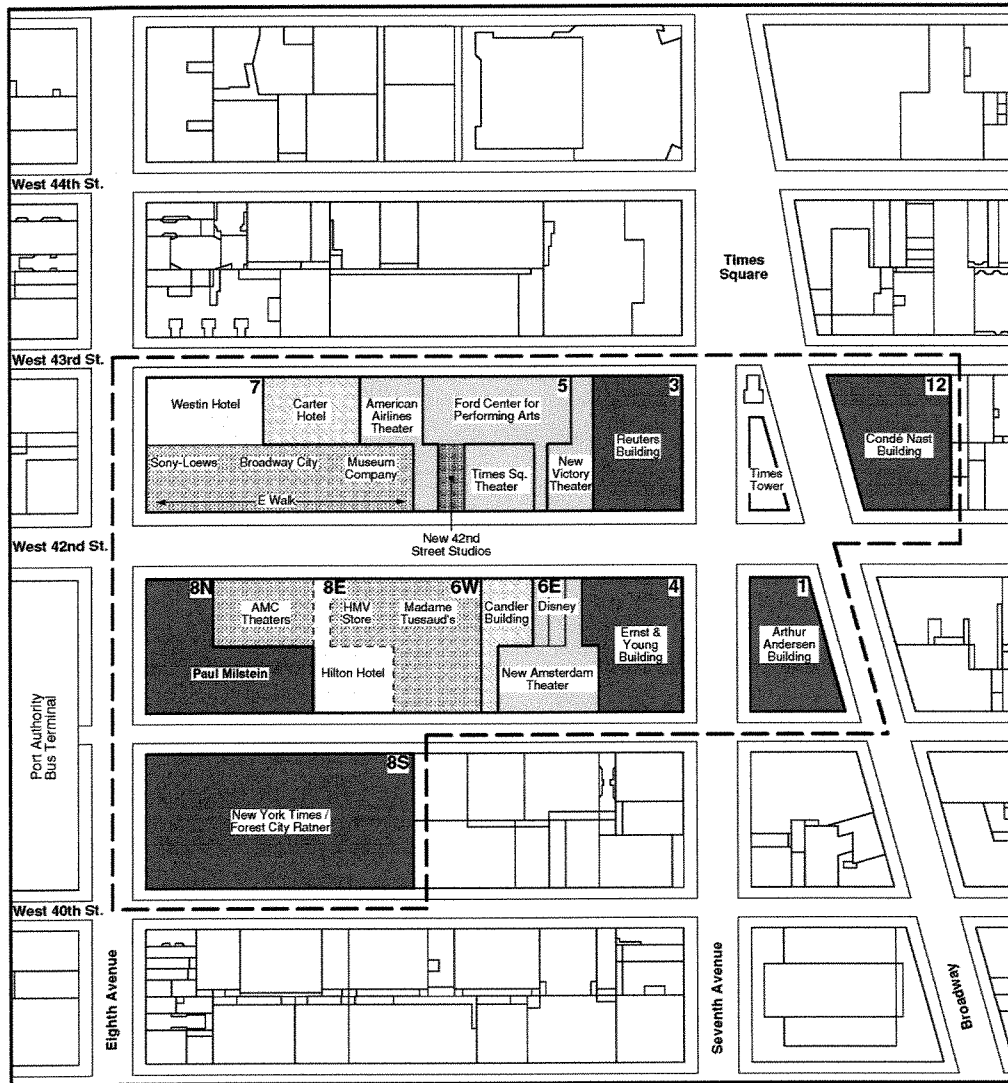 West 44th St.
Times
Square
West 43rd St.
7
5
3
12
Westin Hotel
Carter
Hotel
American
Airlines
Theater
Ford Center for
Performing Arts
Reuters
Building
Condé Nast
Building
Sony-Loews
Broadway City
Museum
Company
Times Sq.
Theater
New
Victory
Theater
Times
Tower
E Walk
New 42nd
Street Studios
West 42nd St.
8N
8E
6W
6E
4
1
AMC
Theaters
HMV
Store
Madame
Tussaud's
Candler
Building
Disney
Ernst &
Young
Building
Arthur
Andersen
Building
Paul Milstein
Hilton Hotel
New Amsterdam
Theater
Port Authority
Bus Terminal
8S
New York Times /
Forest City Ratner
West 40th St.
Eighth Avenue
Seventh Avenue
Broadway